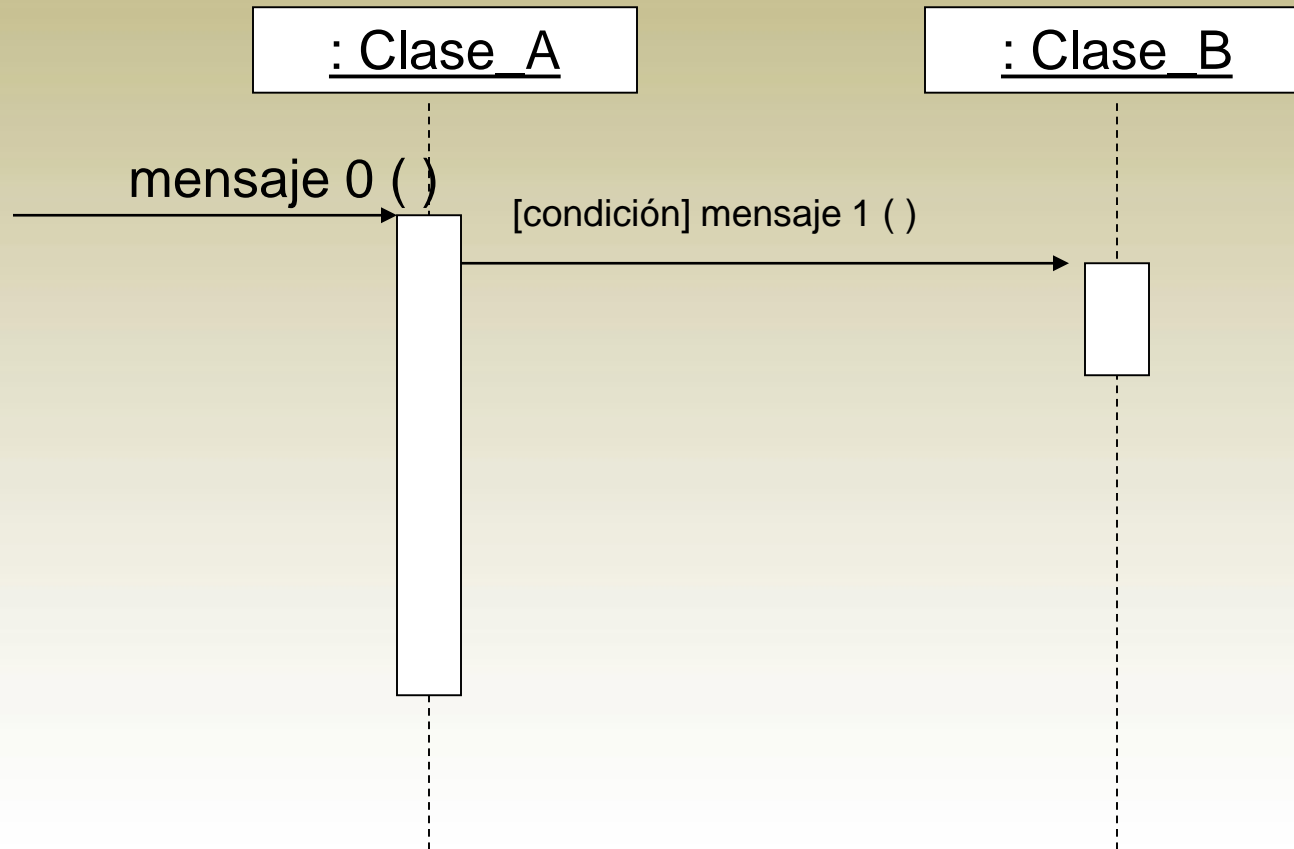 : Clase_A
: Clase_B
mensaje 0 ( )
[condición] mensaje 1 ( )